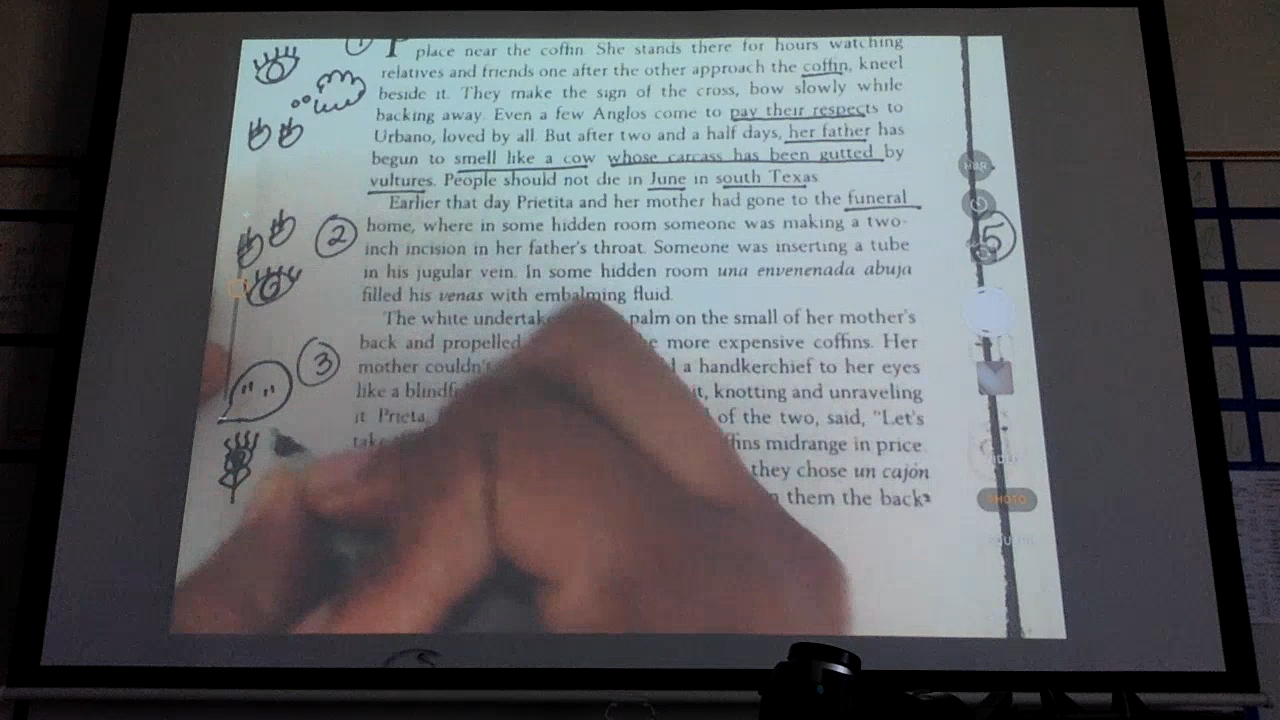 1
P place near the coffin. She stands there for hours watching
relatives and friends one after the other approach the coffin, kneel
beside it. They make the sign of the cross, bow slowly while
backing away. Even a few Anglos come to pay their respects to
Urbano, loved by all. But after two and a half days, her father has
begun to smell like a cow whose carcass has been gutted by
vultures. People should not die in June in south Texas
Earlier that day Prietita and her mother had gone to the funeral
2 home, where in some hidden room someone was making a two-
inch incision in her father's throat. Someone was inserting a tube
in his jugular vein. In some hidden room una envenenada abuja
filled his venas with embalming fluid.
The white undertake palm on the small of her mother's
back and propelled more expensive coffins. Her
3 mother couldn't a handkerchief to her eyes
like a blindf it, knotting and unraveling
it Prieta, of the two, said, "Let's
take fins midrange in price
they chose un cajón
them the back
5
PHOTO